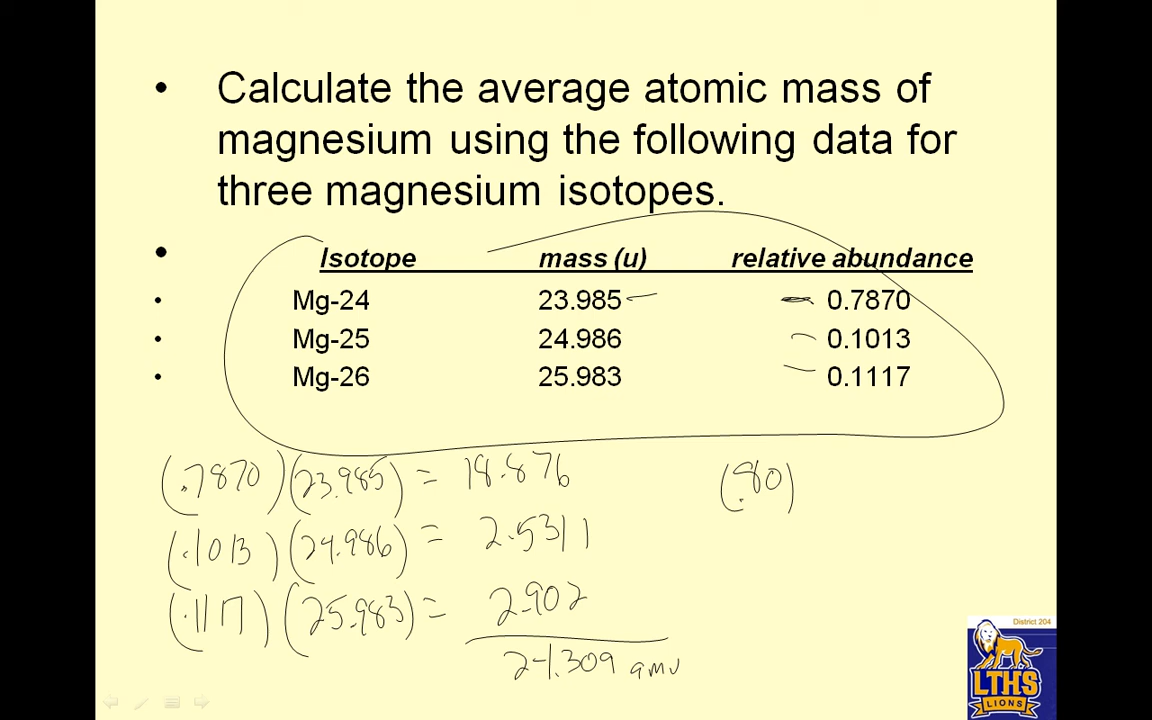 • Calculate the average atomic mass of
magnesium using the following data for
three magnesium isotopes.
• Isotope mass (u) relative abundance
• Mg-24 23.985 0.7870
• Mg-25 24.986 0.1013
• Mg-26 25.983 0.1117
(.7870)(23.985) = 18.876 (.80)
(.1013)(24.986) = 2.5311
(.1117)(25.983) = 2.902
24.309 amu
District 204
LTHS
LIONS